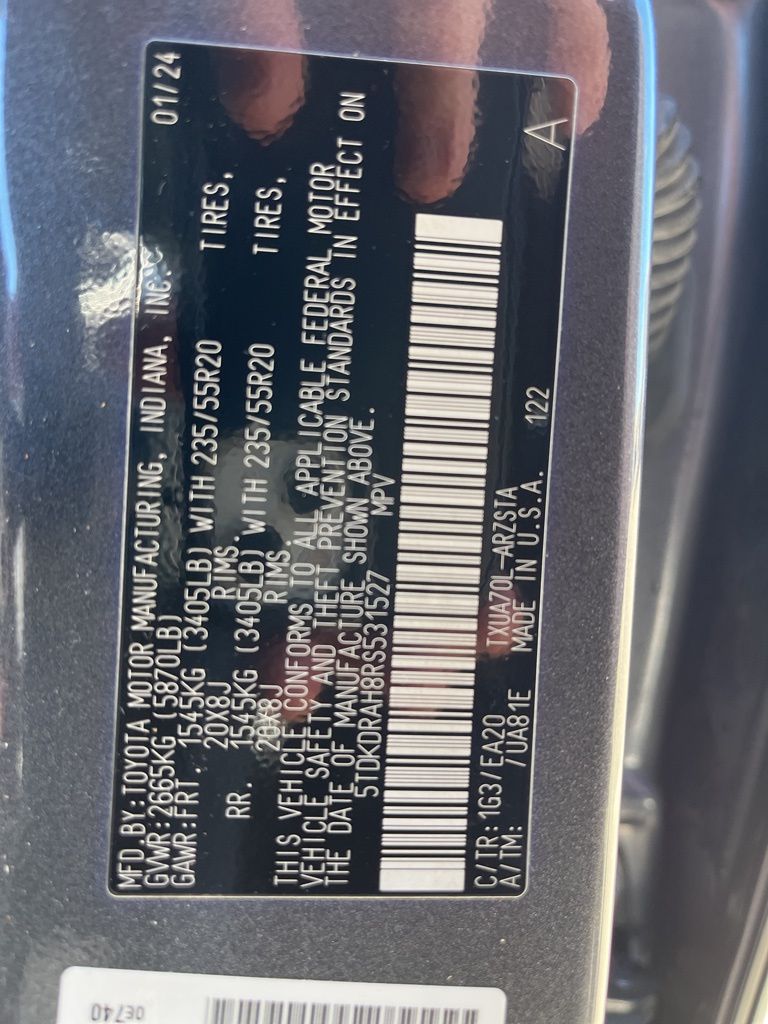 MFD.BY:TOYOTA MOTOR MANUFACTURING, INDIANA, INC. 01/24
GVWR:2665KG (5870LB)
GAWR:FRT. 1545KG (3405LB) WITH 235/55R20 TIRES,
20X8J RIMS.
RR. 1545KG (3405LB) WITH 235/55R20 TIRES,
20X8J RIMS.
THIS VEHICLE CONFORMS TO ALL APPLICABLE FEDERAL MOTOR
VEHICLE SAFETY AND THEFT PREVENTION STANDARDS IN EFFECT ON
THE DATE OF MANUFACTURE SHOWN ABOVE.
5TDKDRAH8RS531527 MPV
A
C/TR:1G3/EA20 TXUA70L-ARZSTA
A/TM: /UA81E MADE IN U.S.A. 122
0E740